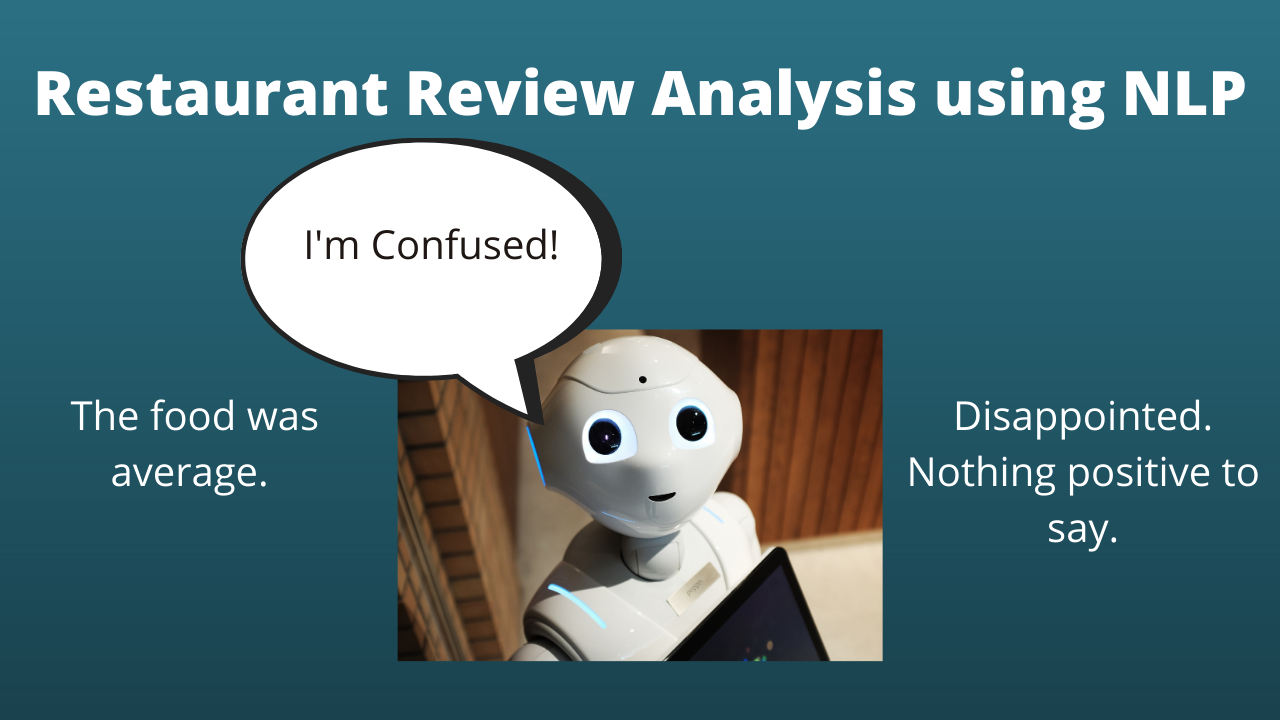 Restaurant Review Analysis using NLP
I'm Confused!
The food was
average.
Disappointed.
Nothing positive to
say.